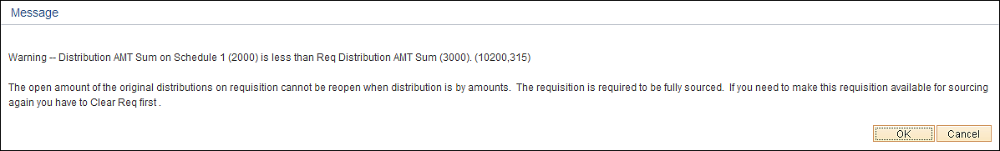 Message
Warning -- Distribution AMT Sum on Schedule 1 (2000) is less than Req Distribution AMT Sum (3000). (10200,315)
The open amount of the original distributions on requisition cannot be reopen when distribution is by amounts.  The requisition is required to be fully sourced.  If you need to make this requisition available for sourcing
again you have to Clear Req first .
OK Cancel